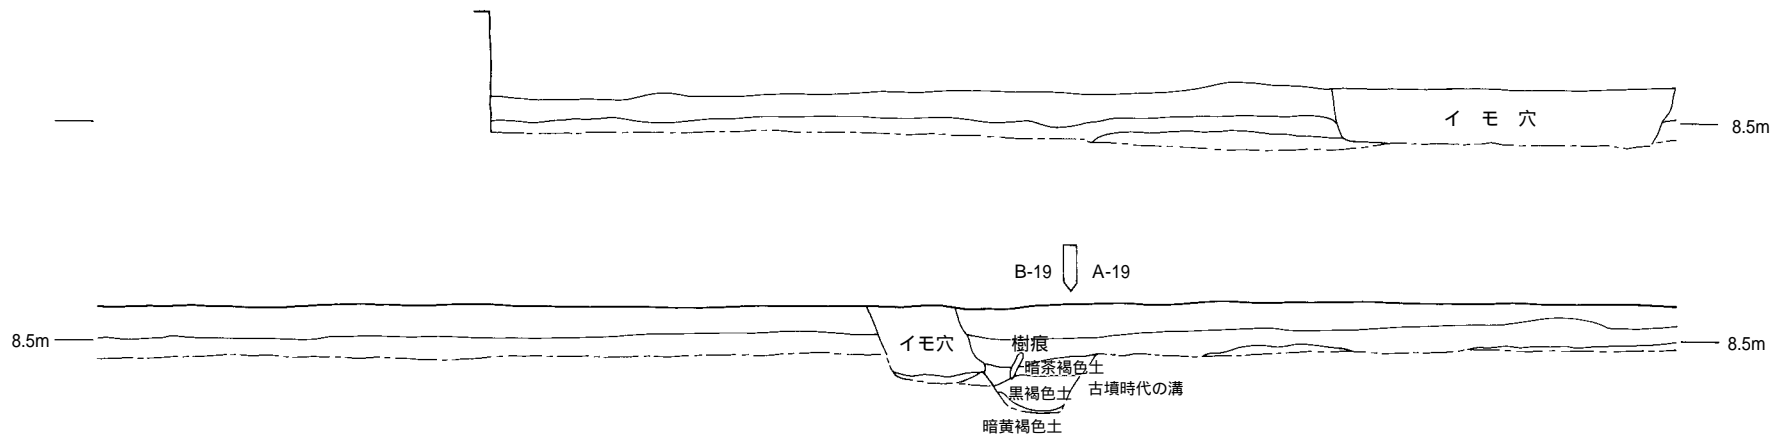 イモ穴
8.5m
B-19 A-19
8.5m
イモ穴
樹痕
8.5m
暗茶褐色土
黒褐色土
古墳時代の溝
暗黄褐色土